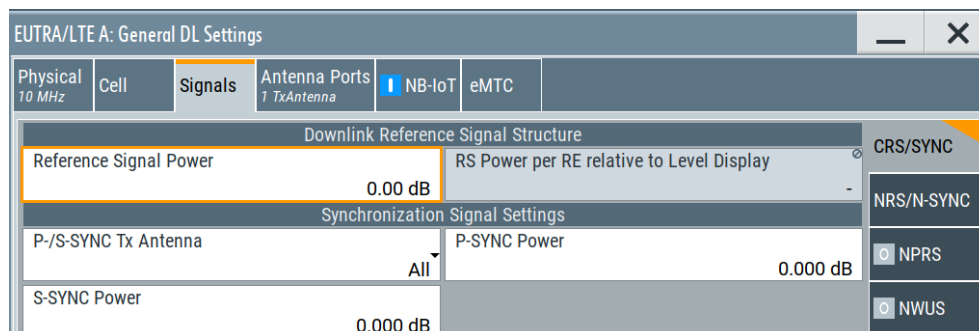 EUTRA/LTE A: General DL Settings
Physical
10 MHz
Cell
Signals
Antenna Ports
1 TxAntenna
I NB-IoT
eMTC
Downlink Reference Signal Structure
Reference Signal Power
0.00 dB
RS Power per RE relative to Level Display
-
Synchronization Signal Settings
P-/S-SYNC Tx Antenna
All
P-SYNC Power
0.000 dB
S-SYNC Power
0.000 dB
CRS/SYNC
NRS/N-SYNC
O NPRS
O NWUS